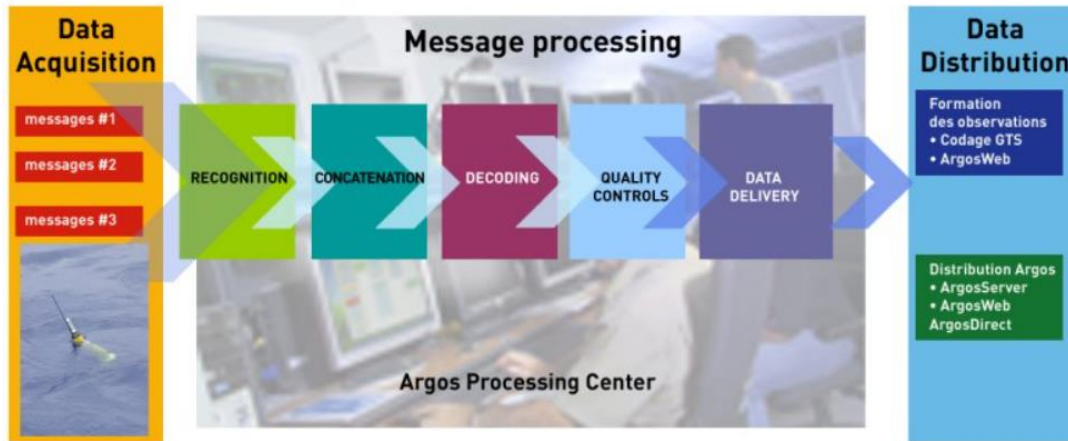 Data
Acquisition
messages #1
messages #2
messages #3
Message processing
RECOGNITION
CONCATENATION
DECODING
QUALITY
CONTROLS
DATA
DELIVERY
Argos Processing Center
Data
Distribution
Formation
des observations
• Codage GTS
• ArgosWeb
Distribution Argos
• ArgosServer
• ArgosWeb
ArgosDirect